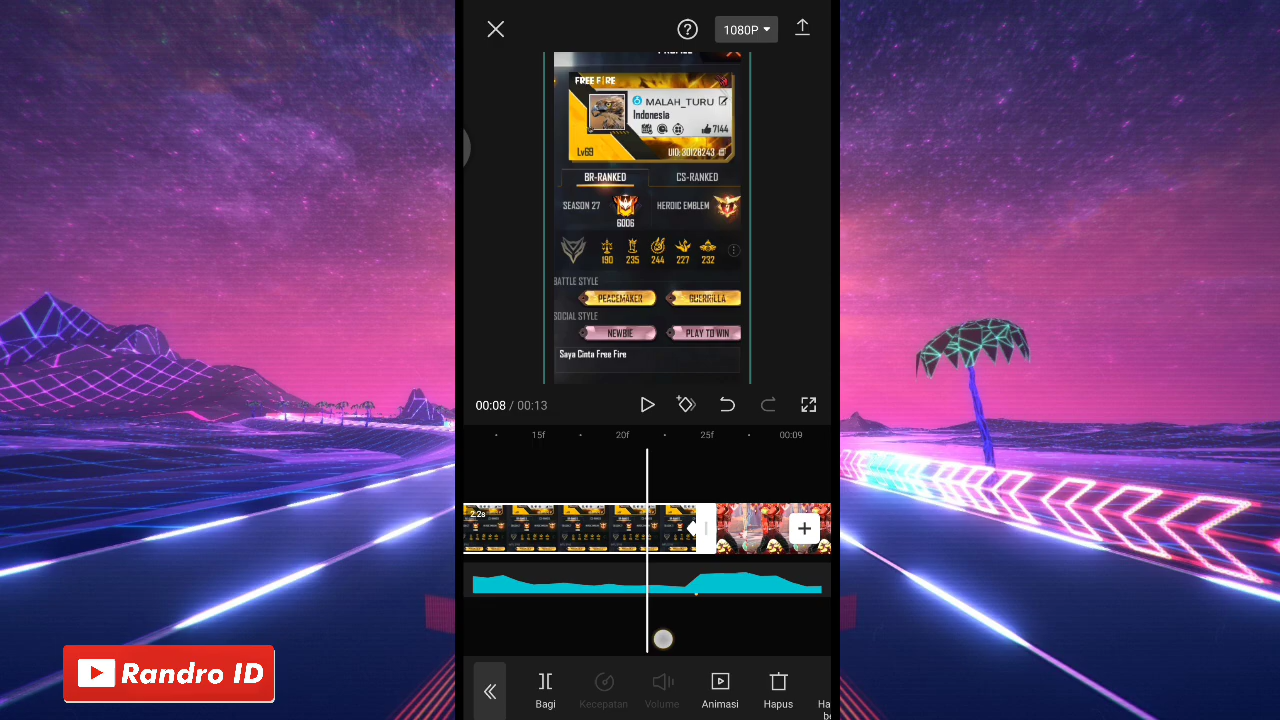 1080P
FREE FIRE
MALAH_TURU
Indonesia
7144
Lv69
UID: 30128243
BR-RANKED
CS-RANKED
SEASON 27
HEROIC EMBLEM
6006
190 235 244 227 232
BATTLE STYLE
PEACEMAKER
GUERRILLA
SOCIAL STYLE
NEWBIE
PLAY TO WIN
Saya Cinta Free Fire
00:08 / 00:13
15f 20f 25f 00:09
2.2s
Randro ID
Bagi
Kecepatan
Volume
Animasi
Hapus